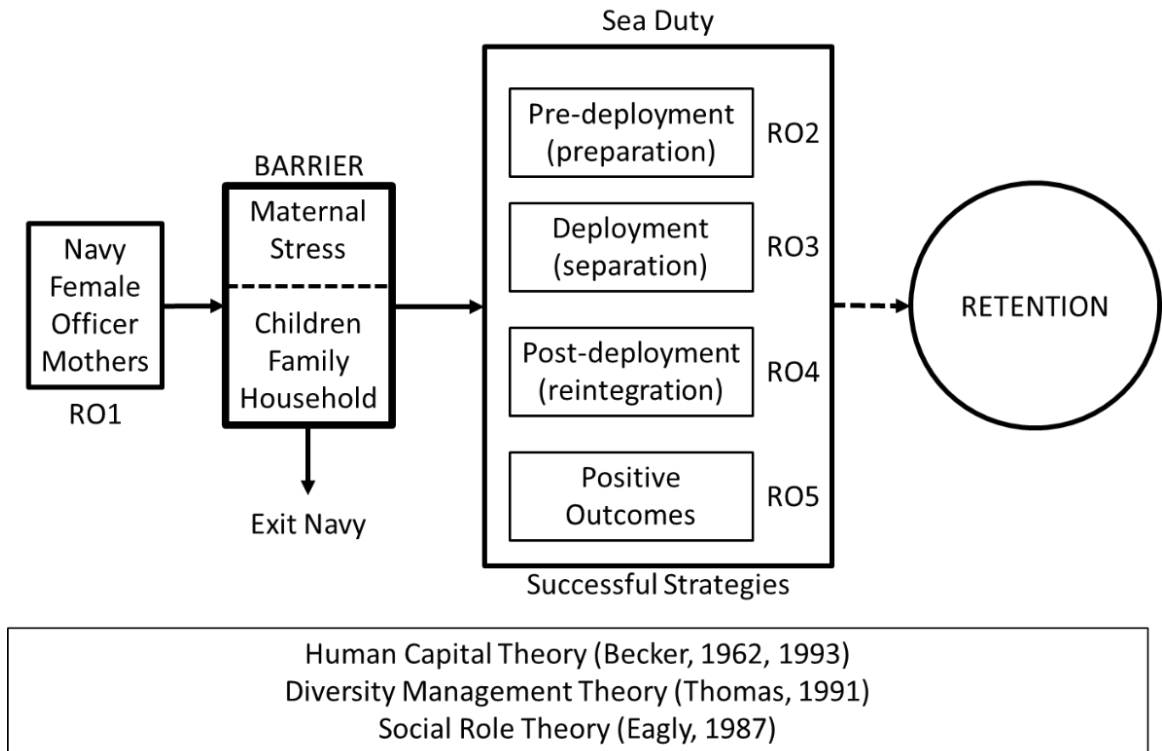 Sea Duty
Pre-deployment
(preparation)
RO2
BARRIER
Maternal
Stress
Navy
Female
Officer
Mothers
RO1
Children
Family
Household
Exit Navy
Deployment
(separation)
RO3
Post-deployment
(reintegration)
RO4
Positive
Outcomes
RO5
Successful Strategies
RETENTION
Human Capital Theory (Becker, 1962, 1993)
Diversity Management Theory (Thomas, 1991)
Social Role Theory (Eagly, 1987)